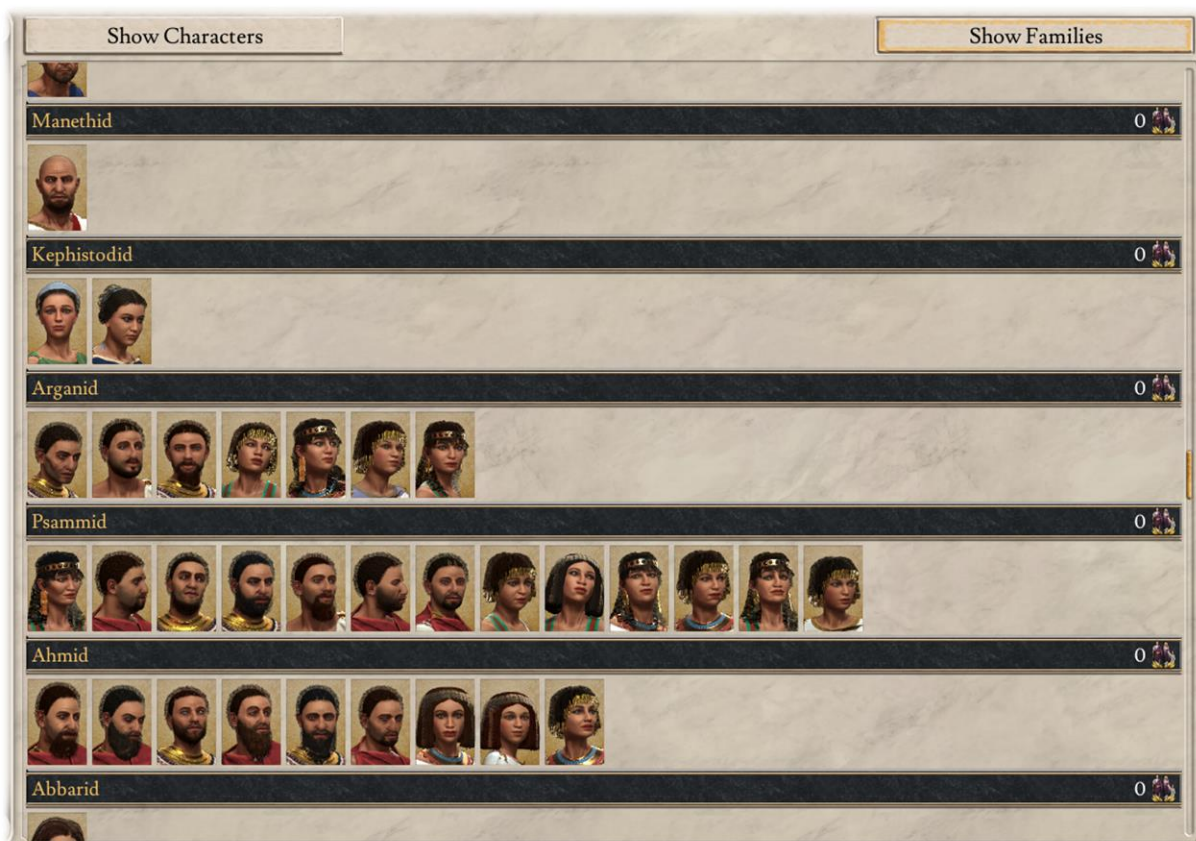 Show Characters Show Families
Manethid 0
Kephistodid 0
Arganid 0
Psammid 0
Ahmid 0
Abbarid 0